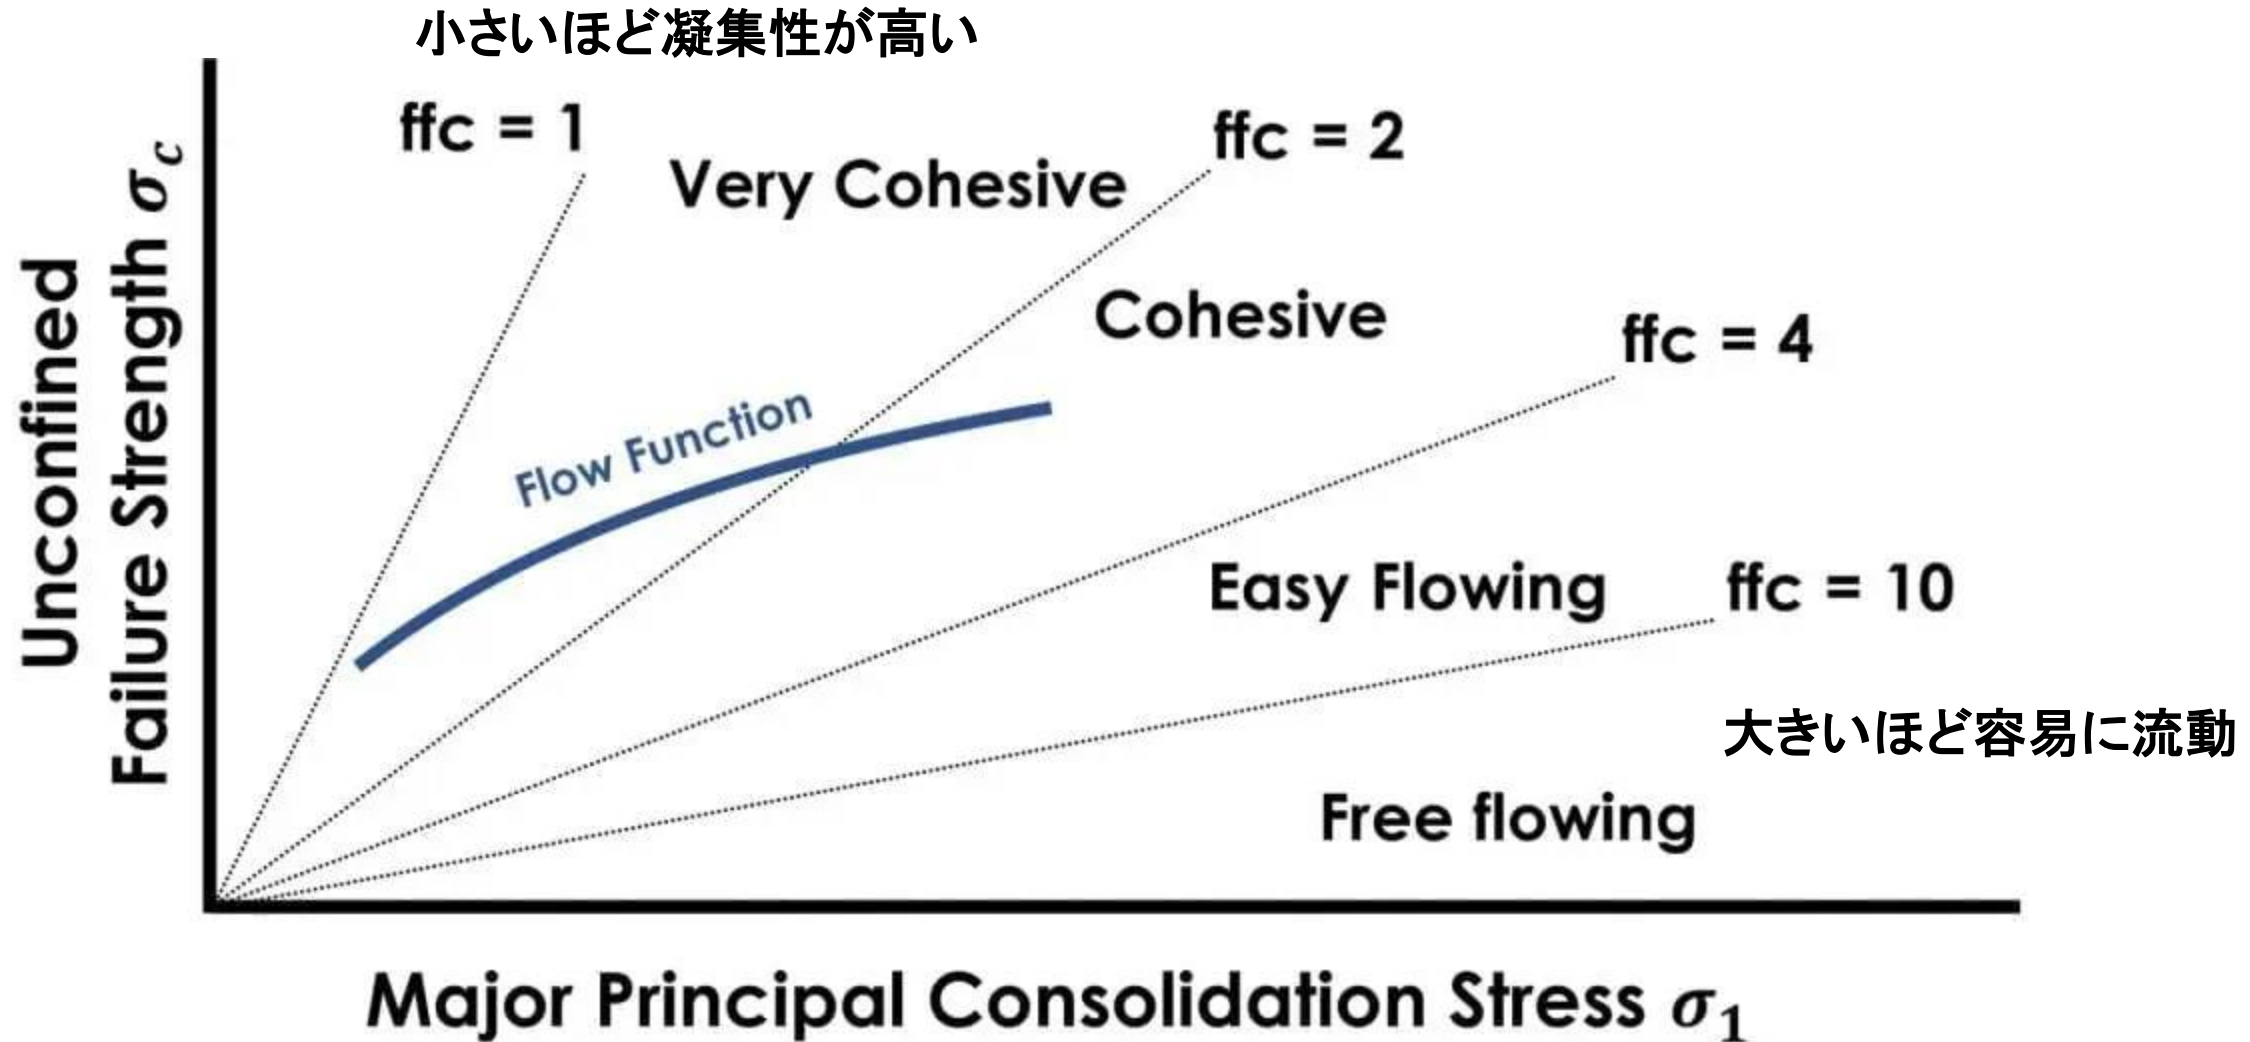 小さいほど凝集性が高い
ffc = 1
ffc = 2
Very Cohesive
Cohesive
ffc = 4
Flow Function
Easy Flowing
ffc = 10
大きいほど容易に流動
Free flowing
Unconfined
Failure Strength σc
Major Principal Consolidation Stress σ1